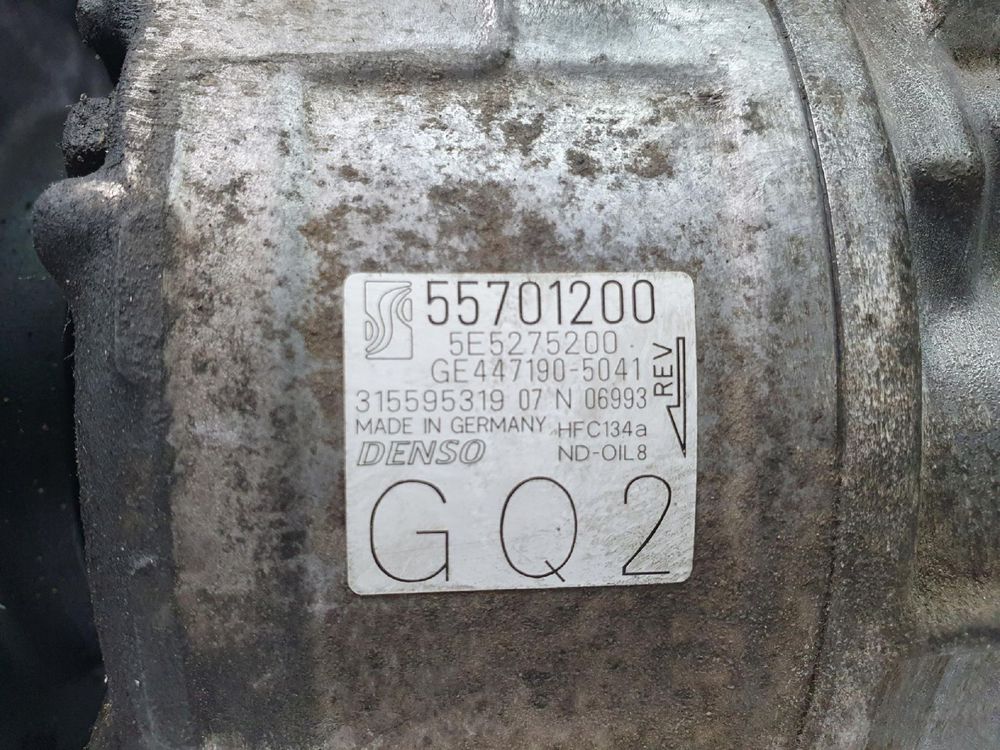 55701200
5E5275200
GE447190-5041
315595319 07 N 06993
REV
MADE IN GERMANY HFC134a
DENSO ND-OIL8
GQ2